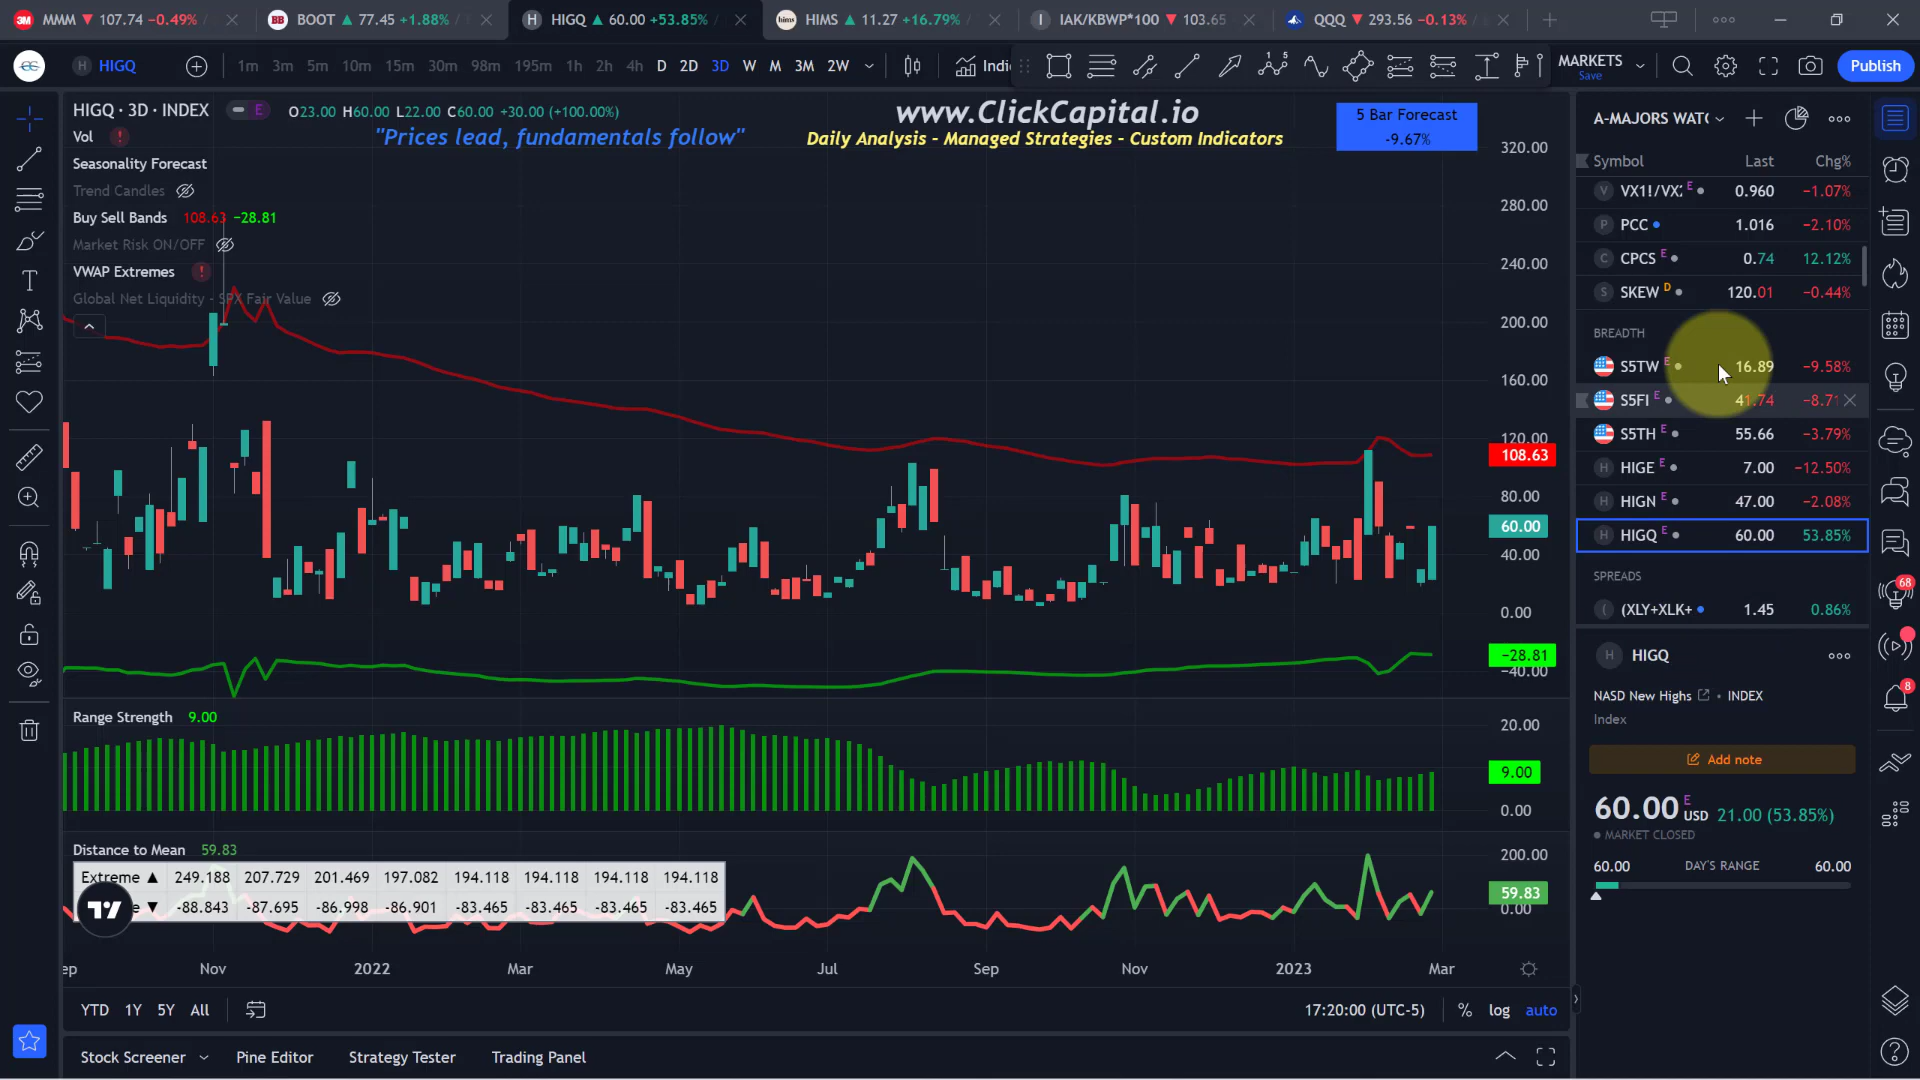 MMM ▼ 107.74 −0.49% BOOT ▲ 77.45 +1.88% HIGQ ▲ 60.00 +53.85% HIMS ▲ 11.27 +16.79% IAK/KBWP*100 ▼ 103.65 QQQ ▼ 293.56 −0.13%
HIGQ 1m 3m 5m 10m 15m 30m 98m 195m 1h 2h 4h D 2D 3D W M 3M 2W Indi MARKETS Save Publish
HIGQ · 3D · INDEX E O23.00 H60.00 L22.00 C60.00 +30.00 (+100.00%)
www.ClickCapital.io
"Prices lead, fundamentals follow"
Daily Analysis - Managed Strategies - Custom Indicators
5 Bar Forecast
-9.67%
Vol
Seasonality Forecast
Trend Candles
Buy Sell Bands 108.63 −28.81
Market Risk ON/OFF
VWAP Extremes
Global Net Liquidity - SPX Fair Value
320.00
280.00
240.00
200.00
160.00
120.00
108.63
80.00
60.00
40.00
0.00
−28.81
−40.00
Range Strength 9.00
20.00
9.00
0.00
Distance to Mean 59.83
200.00
59.83
0.00
Extreme ▲ 249.188 207.729 201.469 197.082 194.118 194.118 194.118 194.118
e ▼ -88.843 -87.695 -86.998 -86.901 -83.465 -83.465 -83.465 -83.465
ep Nov 2022 Mar May Jul Sep Nov 2023 Mar
YTD 1Y 5Y All 17:20:00 (UTC-5) % log auto
Stock Screener Pine Editor Strategy Tester Trading Panel
A-MAJORS WATC
Symbol Last Chg%
VX1!/VX2 E 0.960 −1.07%
PCC 1.016 −2.10%
CPCS E 0.74 12.12%
SKEW D 120.01 −0.44%
BREADTH
S5TW E 16.89 −9.58%
S5FI E 41.74 −8.71
S5TH E 55.66 −3.79%
HIGE E 7.00 −12.50%
HIGN E 47.00 −2.08%
HIGQ E 60.00 53.85%
SPREADS
(XLY+XLK+ 1.45 0.86%
HIGQ
NASD New Highs • INDEX
Index
Add note
60.00 E USD 21.00 (53.85%)
MARKET CLOSED
60.00 DAY'S RANGE 60.00
68
8